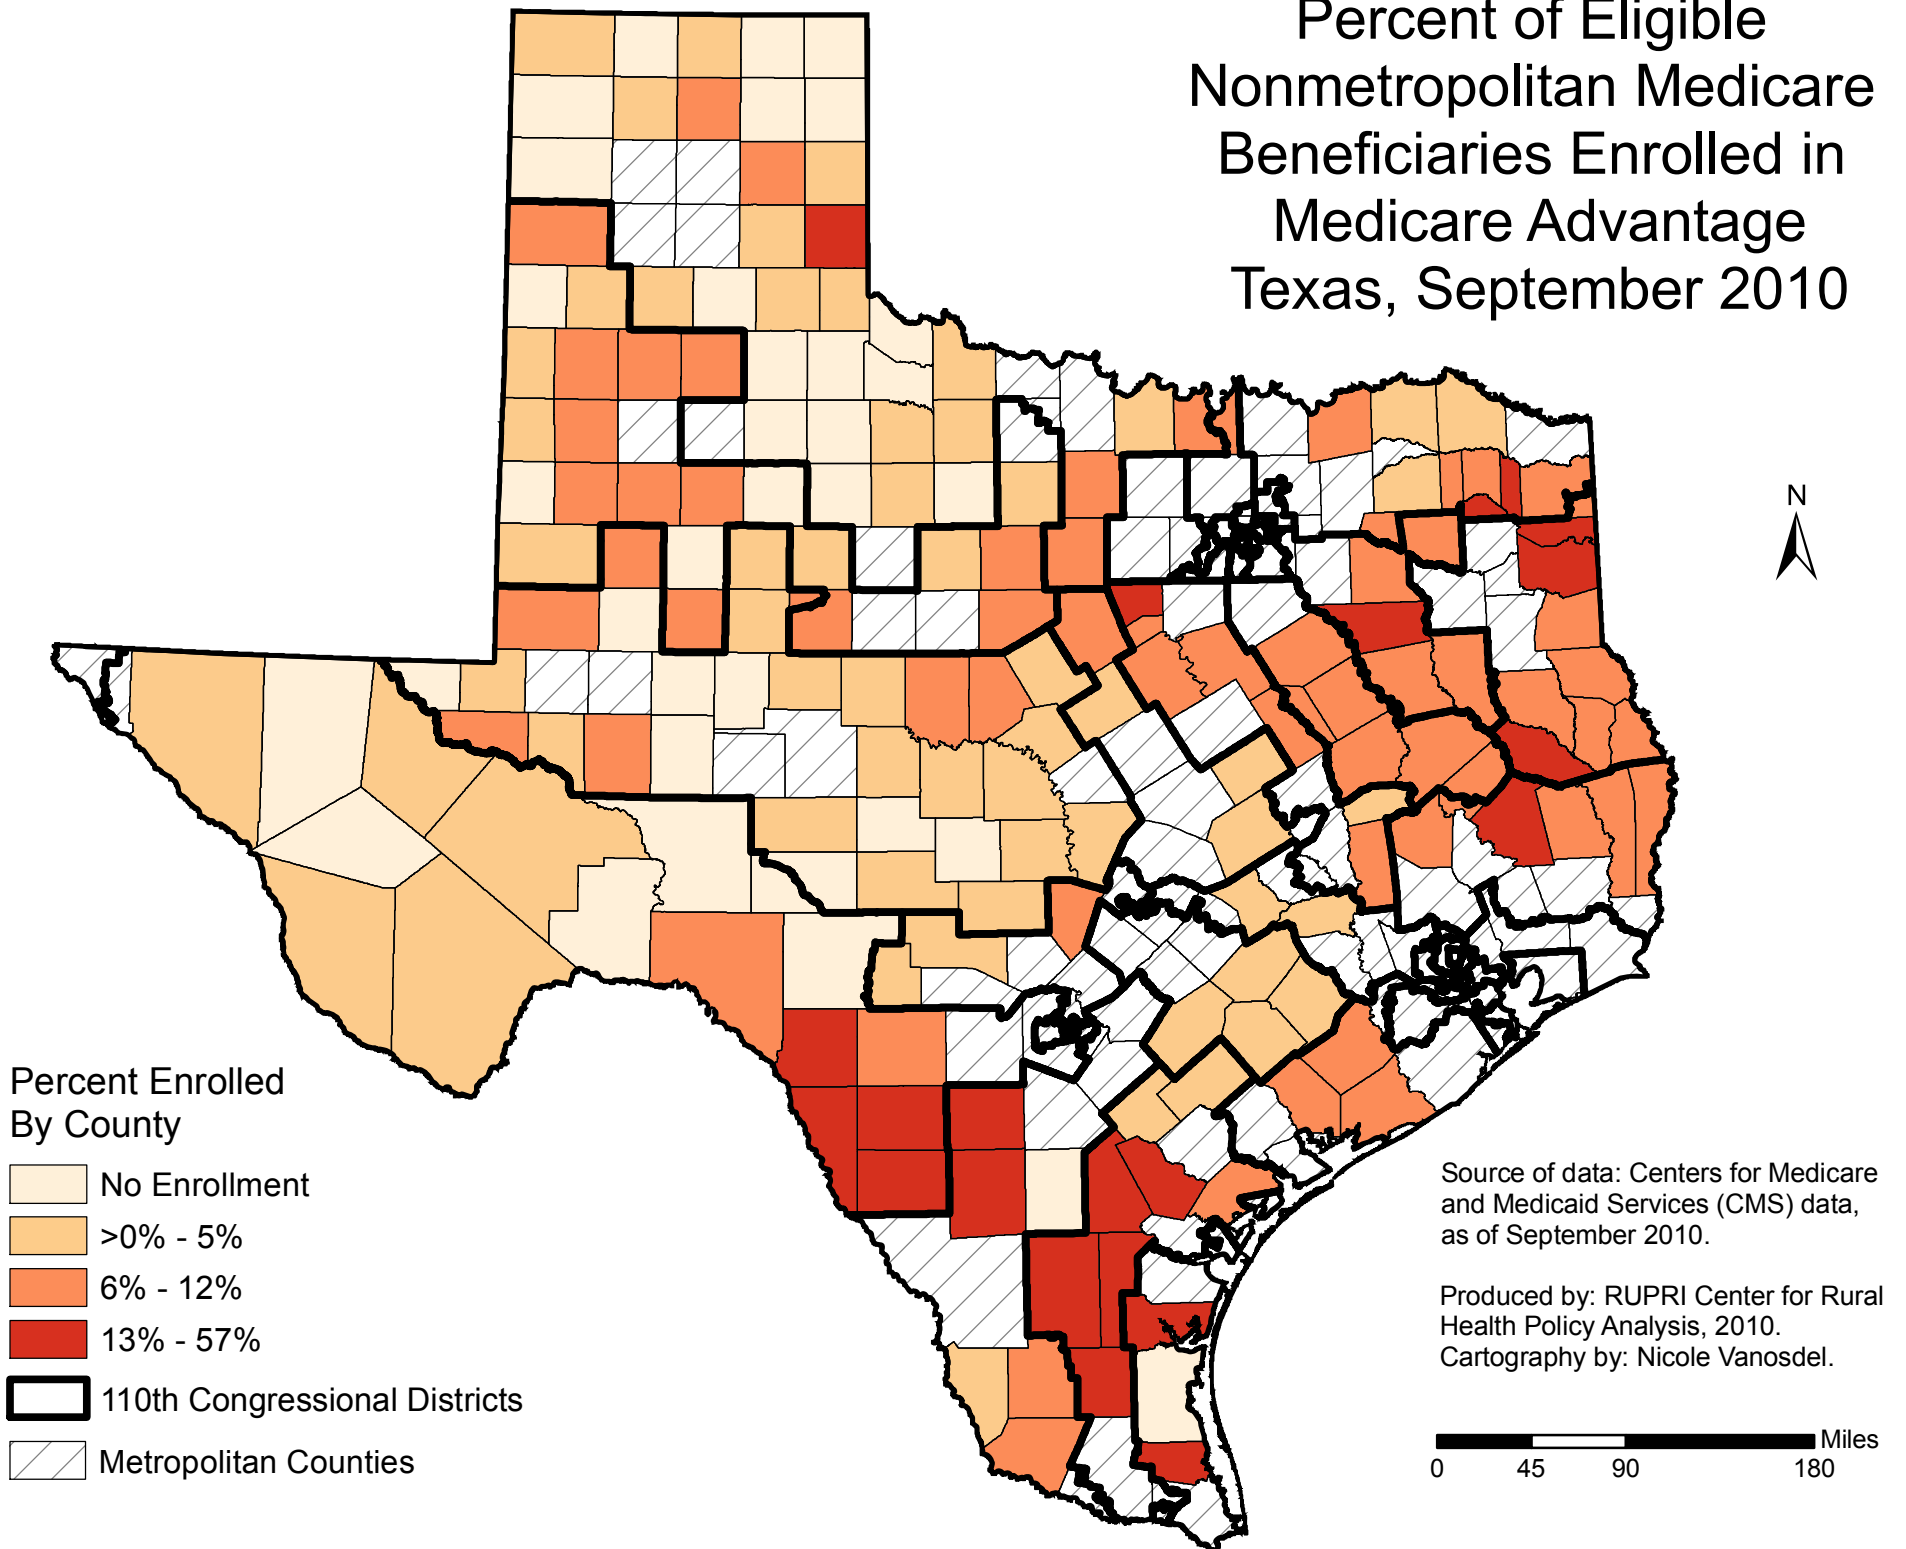 Percent of Eligible
Nonmetropolitan Medicare
Beneficiaries Enrolled in
Medicare Advantage
Texas, September 2010
N
Percent Enrolled
By County
No Enrollment
>0% - 5%
6% - 12%
13% - 57%
110th Congressional Districts
Metropolitan Counties
Source of data: Centers for Medicare
and Medicaid Services (CMS) data,
as of September 2010.
Produced by: RUPRI Center for Rural
Health Policy Analysis, 2010.
Cartography by: Nicole Vanosdel.
Miles
0 45 90 180